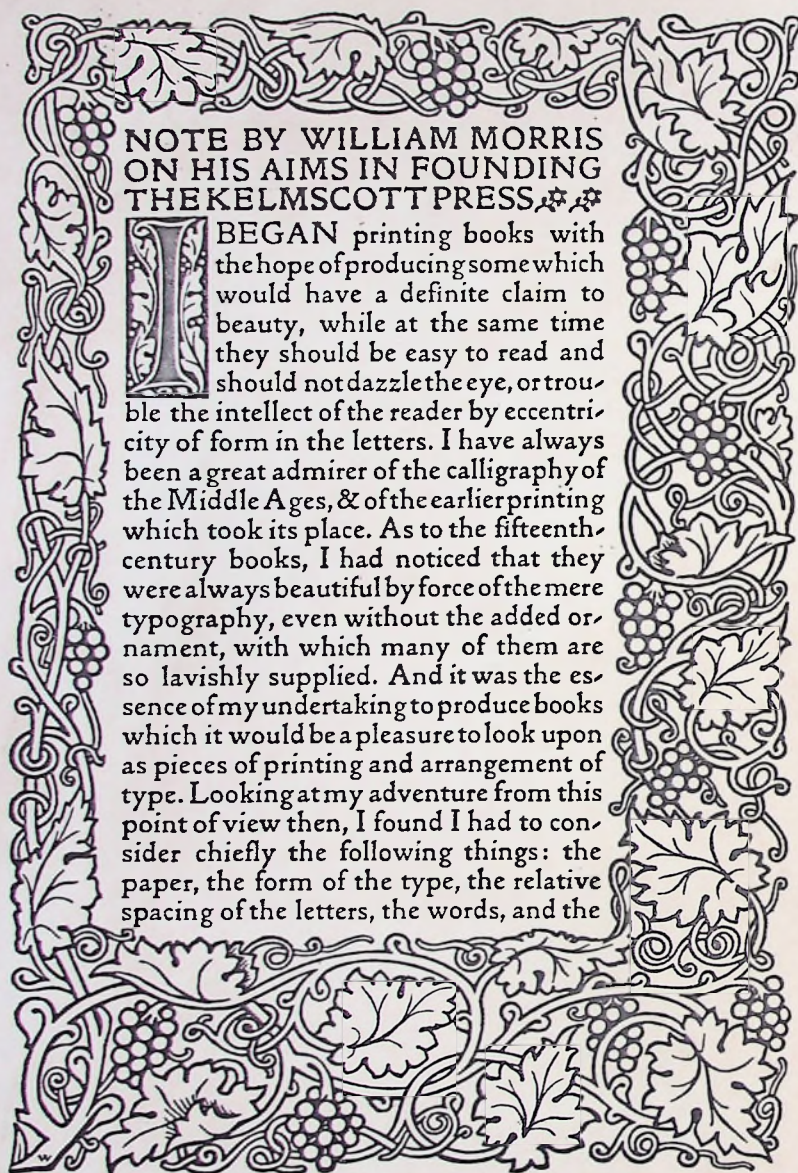 NOTE BY WILLIAM MORRIS
ON HIS AIMS IN FOUNDING
THE KELMSCOTT PRESS
I BEGAN printing books with
the hope of producing some which
would have a definite claim to
beauty, while at the same time
they should be easy to read and
should not dazzle the eye, or trou-
ble the intellect of the reader by eccentri-
city of form in the letters. I have always
been a great admirer of the calligraphy of
the Middle Ages, & of the earlier printing
which took its place. As to the fifteenth-
century books, I had noticed that they
were always beautiful by force of the mere
typography, even without the added or-
nament, with which many of them are
so lavishly supplied. And it was the es-
sence of my undertaking to produce books
which it would be a pleasure to look upon
as pieces of printing and arrangement of
type. Looking at my adventure from this
point of view then, I found I had to con-
sider chiefly the following things: the
paper, the form of the type, the relative
spacing of the letters, the words, and the